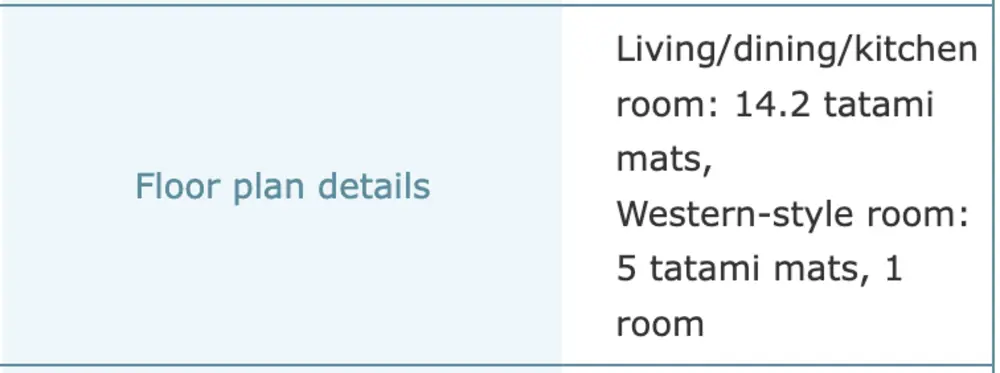 Floor plan details
Living/dining/kitchen
room: 14.2 tatami
mats,
Western-style room:
5 tatami mats, 1
room